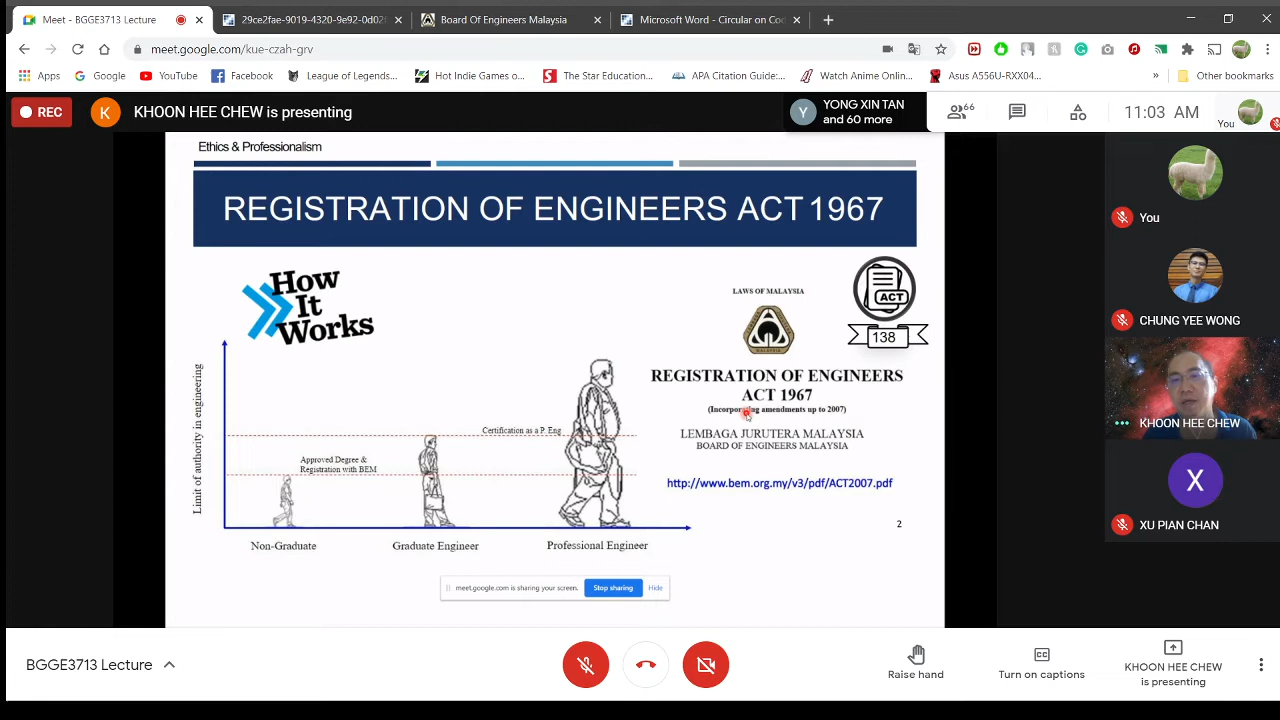 Meet - BGGE3713 Lecture
29ce2fae-9019-4320-9e92-0d02
Board Of Engineers Malaysia
Microsoft Word - Circular on Co
meet.google.com/kue-czah-grv
Apps
Google
YouTube
Facebook
League of Legends...
Hot Indie Games o...
The Star Education...
APA Citation Guide:...
Watch Anime Onlin...
Asus A556U-RXX04...
»
Other bookmarks
REC
K
KHOON HEE CHEW is presenting
Y
YONG XIN TAN
and 60 more
66
11:03 AM
You
Ethics & Professionalism
REGISTRATION OF ENGINEERS ACT 1967
How
It
Works
LAWS OF MALAYSIA
MALAYSIA
ACT
138
REGISTRATION OF ENGINEERS
ACT 1967
(Incorporating amendments up to 2007)
LEMBAGA JURUTERA MALAYSIA
BOARD OF ENGINEERS MALAYSIA
http://www.bem.org.my/v3/pdf/ACT2007.pdf
2
Limit of authority in engineering
Certification as a P. Eng
Approved Degree &
Registration with BEM
Non-Graduate
Graduate Engineer
Professional Engineer
meet.google.com is sharing your screen.
Stop sharing
Hide
You
CHUNG YEE WONG
KHOON HEE CHEW
X
XU PIAN CHAN
BGGE3713 Lecture
Raise hand
Turn on captions
KHOON HEE CHEW
is presenting